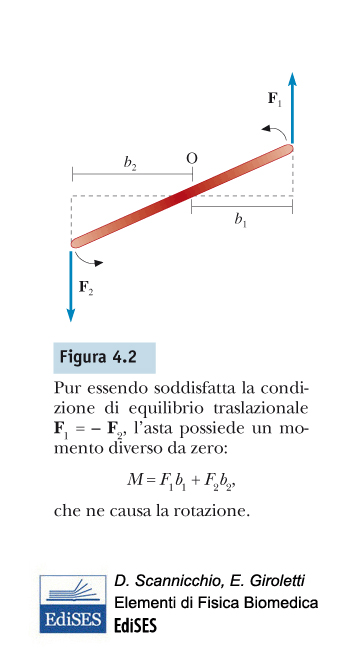 F₁
b₂
O
b₁
F₂
Figura 4.2
Pur essendo soddisfatta la condi-
zione di equilibrio traslazionale
F₁ = – F₂, l’asta possiede un mo-
mento diverso da zero:
M = F₁b₁ + F₂b₂,
che ne causa la rotazione.
D. Scannicchio, E. Giroletti
Elementi di Fisica Biomedica
EdiSES
EdiSES